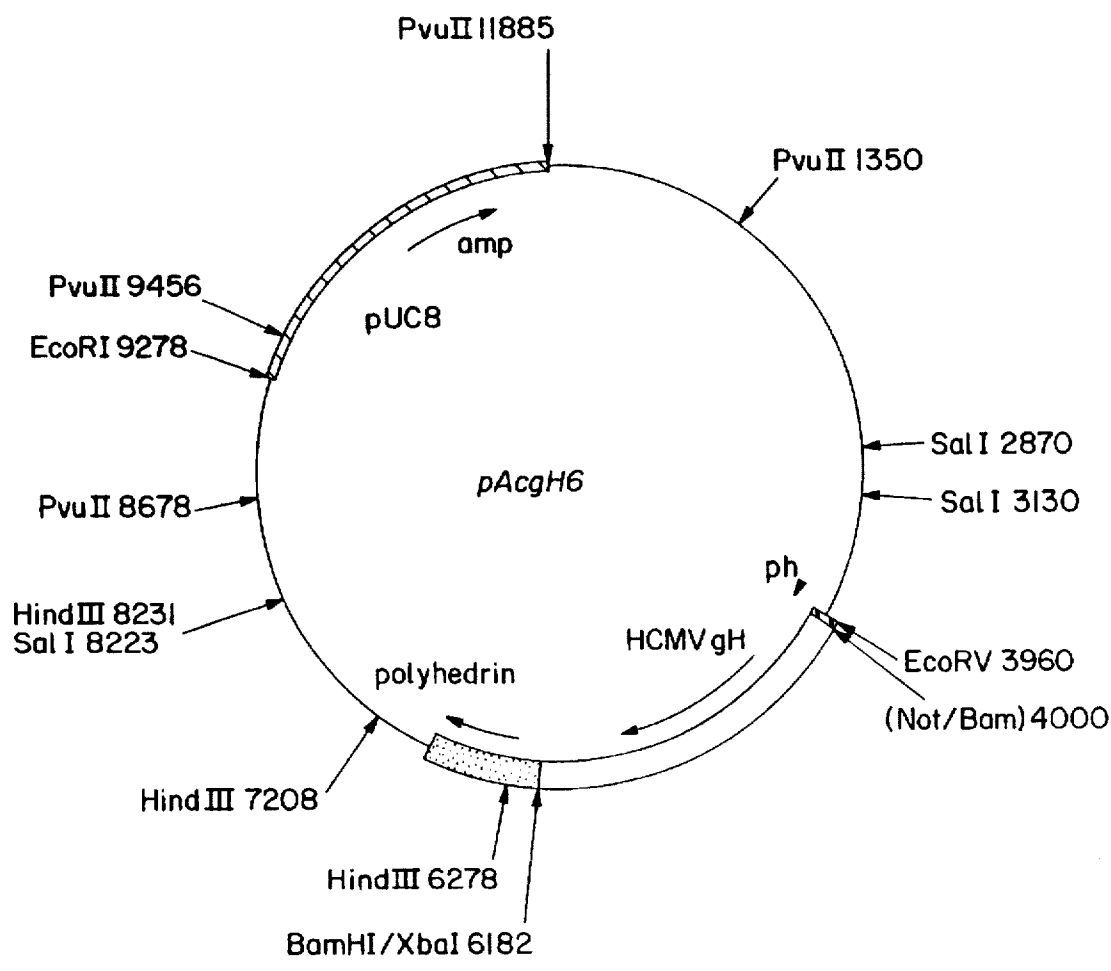 PvuII 11885
PvuII 1350
amp
PvuII 9456
pUC8
EcoRI 9278
SalI 2870
pAcgH6
SalI 3130
PvuII 8678
ph
HindIII 8231
SalI 8223
HCMV gH
EcoRV 3960
polyhedrin
(Not/Bam) 4000
HindIII 7208
HindIII 6278
BamHI/XbaI 6182